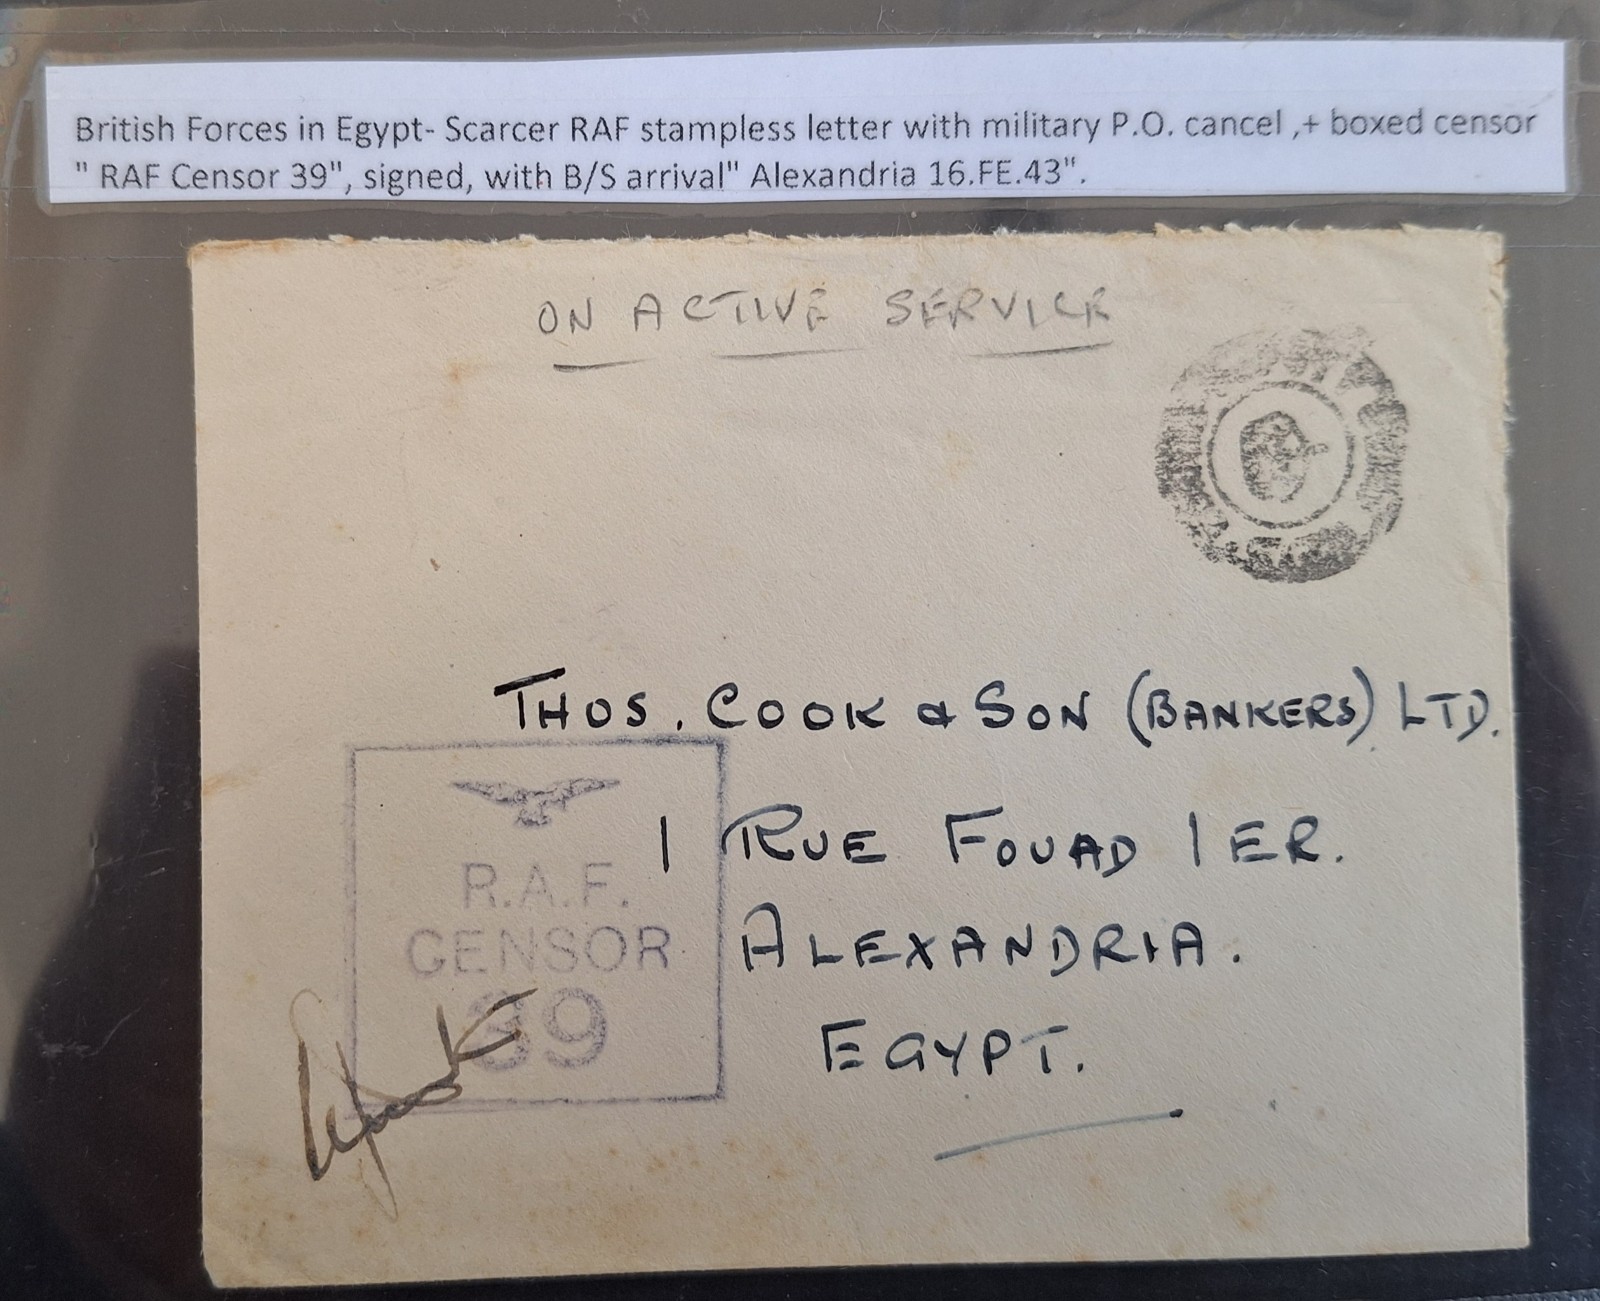 British Forces in Egypt- Scarcer RAF stampless letter with military P.O. cancel ,+ boxed censor
" RAF Censor 39", signed, with B/S arrival" Alexandria 16.FE.43".
ON ACTIVE SERVICE
THOS. COOK & SON (BANKERS) LTD.
1 RUE FOUAD 1ER.
ALEXANDRIA.
EGYPT.
R.A.F.
CENSOR
39